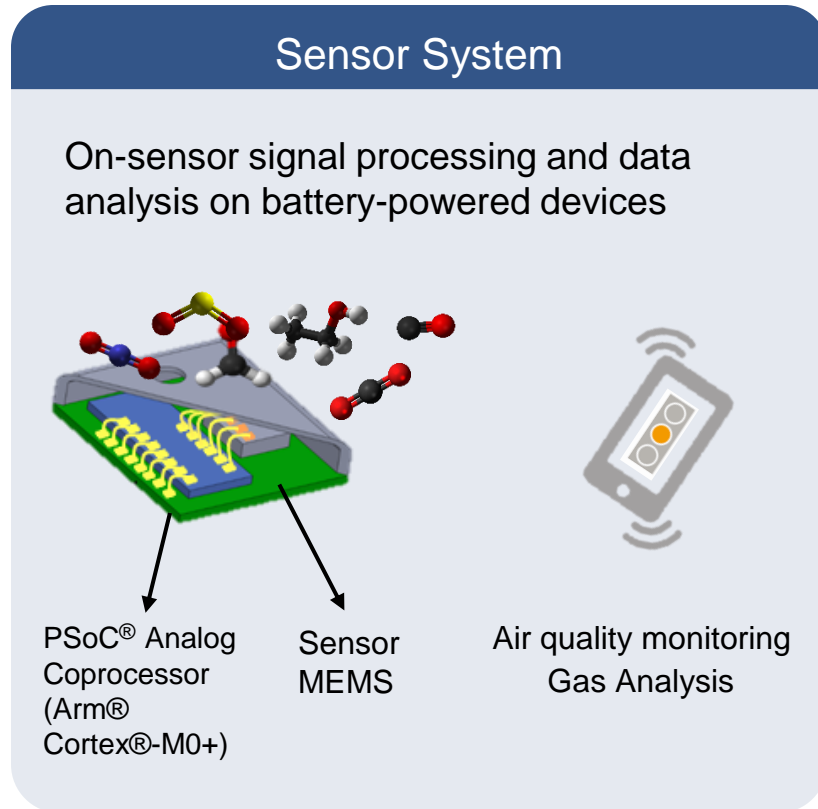 Sensor System
On-sensor signal processing and data
analysis on battery-powered devices
PSoC® Analog
Coprocessor
(Arm®
Cortex®-M0+)
Sensor
MEMS
Air quality monitoring
Gas Analysis